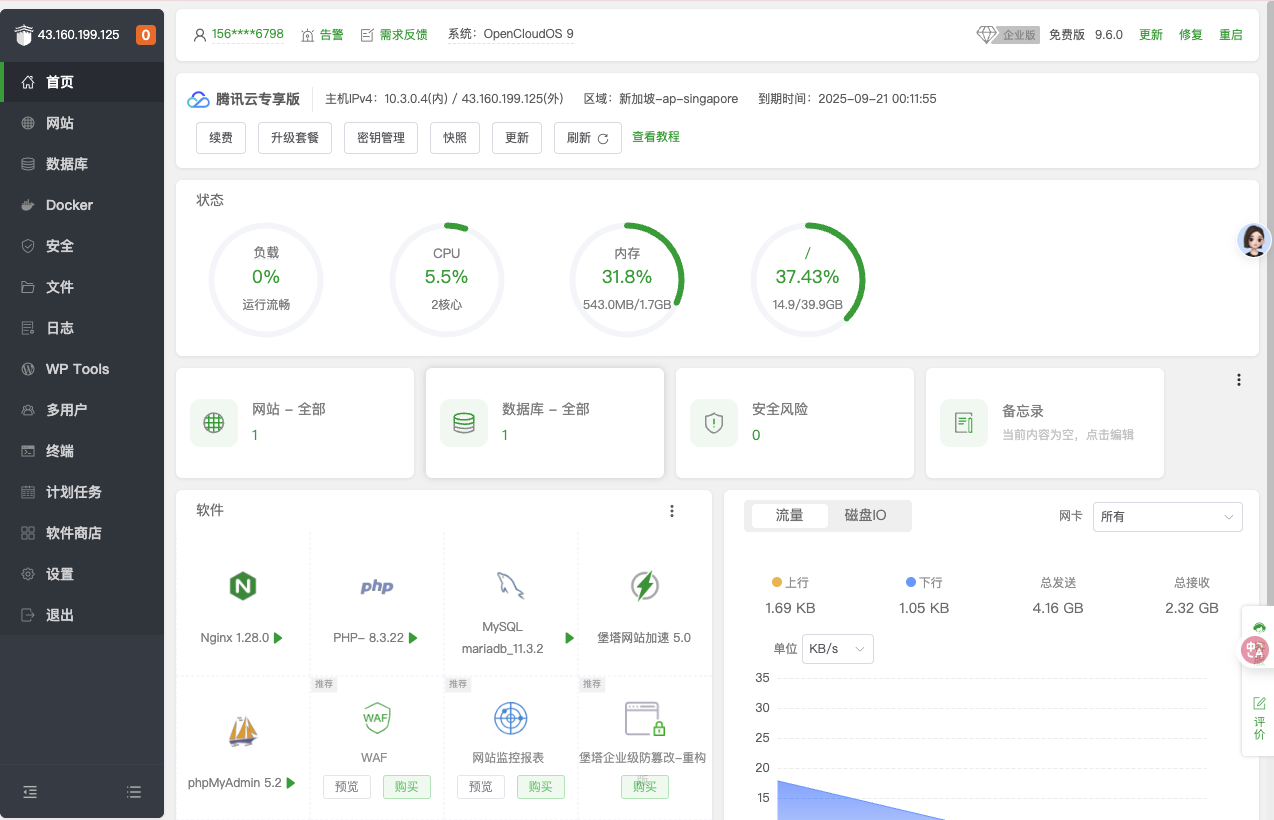 43.160.199.125 0
首页
网站
数据库
Docker
安全
文件
日志
WP Tools
多用户
终端
计划任务
软件商店
设置
退出
156****6798 告警 需求反馈 系统：OpenCloudOS 9 企业版 免费版 9.6.0 更新 修复 重启
腾讯云专享版 主机IPv4：10.3.0.4(内) / 43.160.199.125(外) 区域：新加坡-ap-singapore 到期时间：2025-09-21 00:11:55
续费 升级套餐 密钥管理 快照 更新 刷新 查看教程
状态
负载 CPU 内存 /
0% 5.5% 31.8% 37.43%
运行流畅 2核心 543.0MB/1.7GB 14.9/39.9GB
网站 - 全部 数据库 - 全部 安全风险 备忘录
1 1 0 当前内容为空，点击编辑
软件
Nginx 1.28.0
php
PHP- 8.3.22
MySQL
mariadb_11.3.2
堡塔网站加速 5.0
phpMyAdmin 5.2
推荐
WAF
WAF
预览 购买
推荐
网站监控报表
预览 购买
推荐
堡塔企业级防篡改-重构
购买
流量 磁盘IO 网卡 所有
上行 下行 总发送 总接收
1.69 KB 1.05 KB 4.16 GB 2.32 GB
单位 KB/s
35
30
25
20
15
评
价